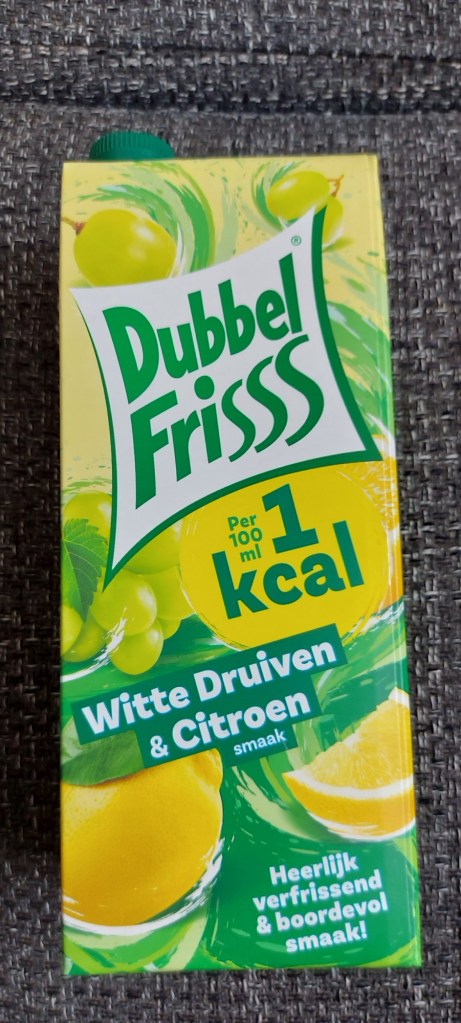 Dubbel®
Frisss
Per
100
ml
1
kcal
Witte Druiven
& Citroen
smaak
Heerlijk
verfrissend
& boordevol
smaak!